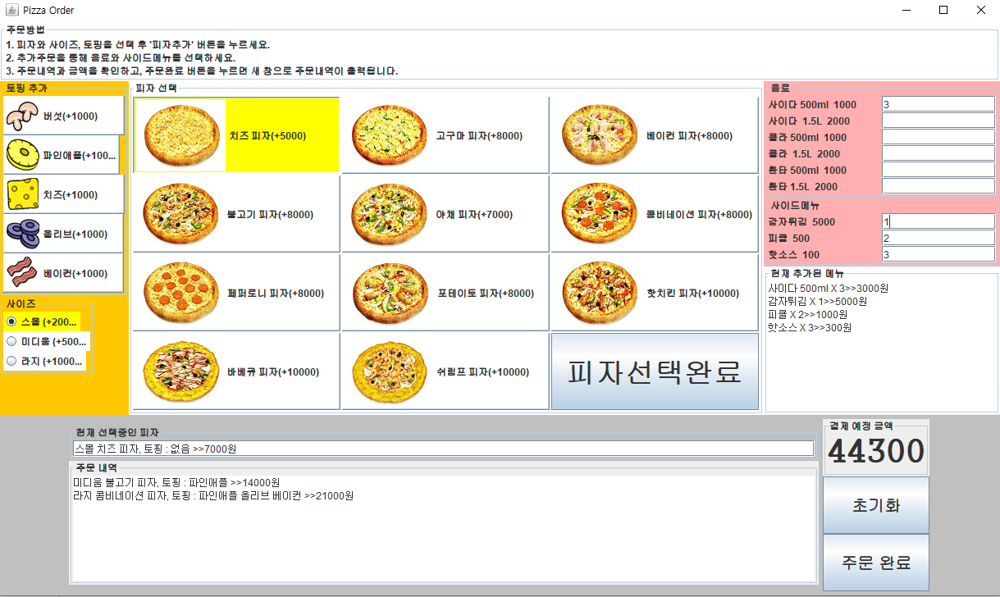 Pizza Order
주문방법
1. 피자와 사이즈, 토핑을 선택 후 '피자추가' 버튼을 누르세요.
2. 추가주문을 통해 음료와 사이드메뉴를 선택하세요.
3. 주문내역과 금액을 확인하고, 주문완료 버튼을 누르면 새 창으로 주문내역이 출력됩니다.
토핑 추가
버섯(+1000)
파인애플(+100...
치즈(+1000)
올리브(+1000)
베이컨(+1000)
사이즈
스몰 (+200...
미디움 (+500...
라지 (+1000...
피자 선택
치즈 피자(+5000)
고구마 피자(+8000)
베이컨 피자(+8000)
불고기 피자(+8000)
야채 피자(+7000)
콤비네이션 피자(+8000)
페퍼로니 피자(+8000)
포테이토 피자(+8000)
핫치킨 피자(+10000)
바베큐 피자(+10000)
쉬림프 피자(+10000)
피자선택완료
음료
사이다 500ml 1000 3
사이다 1.5L 2000
콜라 500ml 1000
콜라 1.5L 2000
환타 500ml 1000
환타 1.5L 2000
사이드메뉴
감자튀김 5000 1
피클 500 2
핫소스 100 3
현재 추가된 메뉴
사이다 500ml X 3>>3000원
감자튀김 X 1>>5000원
피클 X 2>>1000원
핫소스 X 3>>300원
현재 선택중인 피자
스몰 치즈 피자, 토핑 : 없음 >>7000원
주문 내역
미디움 불고기 피자, 토핑 : 파인애플 >>14000원
라지 콤비네이션 피자, 토핑 : 파인애플 올리브 베이컨 >>21000원
결제 예정 금액
44300
초기화
주문 완료